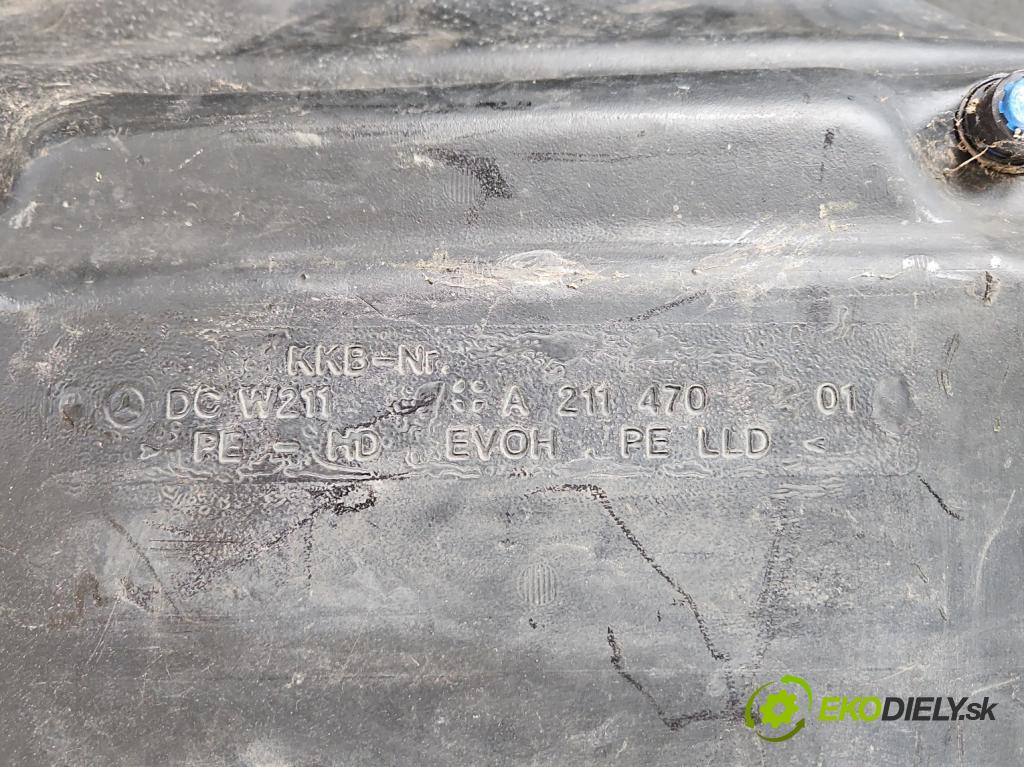 KKB-Nr.
DC W211 A 211 470 01
> PE - HD EVOH PE LLD <
EKODIELY.sk